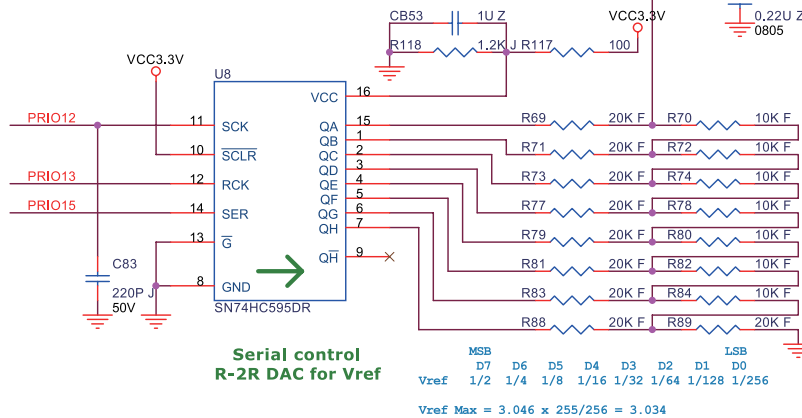 CB53 1U Z
VCC3.3V
0.22U Z
0805
R118 1.2K J R117 100
VCC3.3V
U8
VCC 16
PRIO12 11 SCK QA 15 R69 20K F R70 10K F
QB 1
10 SCLR QC 2 R71 20K F R72 10K F
QD 3
PRIO13 12 RCK QE 4 R73 20K F R74 10K F
QF 5
PRIO15 14 SER QG 6 R77 20K F R78 10K F
QH 7
13 G R79 20K F R80 10K F
QH 9
C83 R81 20K F R82 10K F
8 GND
220P J R83 20K F R84 10K F
50V
SN74HC595DR
R88 20K F R89 20K F
Serial control
R-2R DAC for Vref
MSB LSB
D7 D6 D5 D4 D3 D2 D1 D0
Vref 1/2 1/4 1/8 1/16 1/32 1/64 1/128 1/256
Vref Max = 3.046 x 255/256 = 3.034